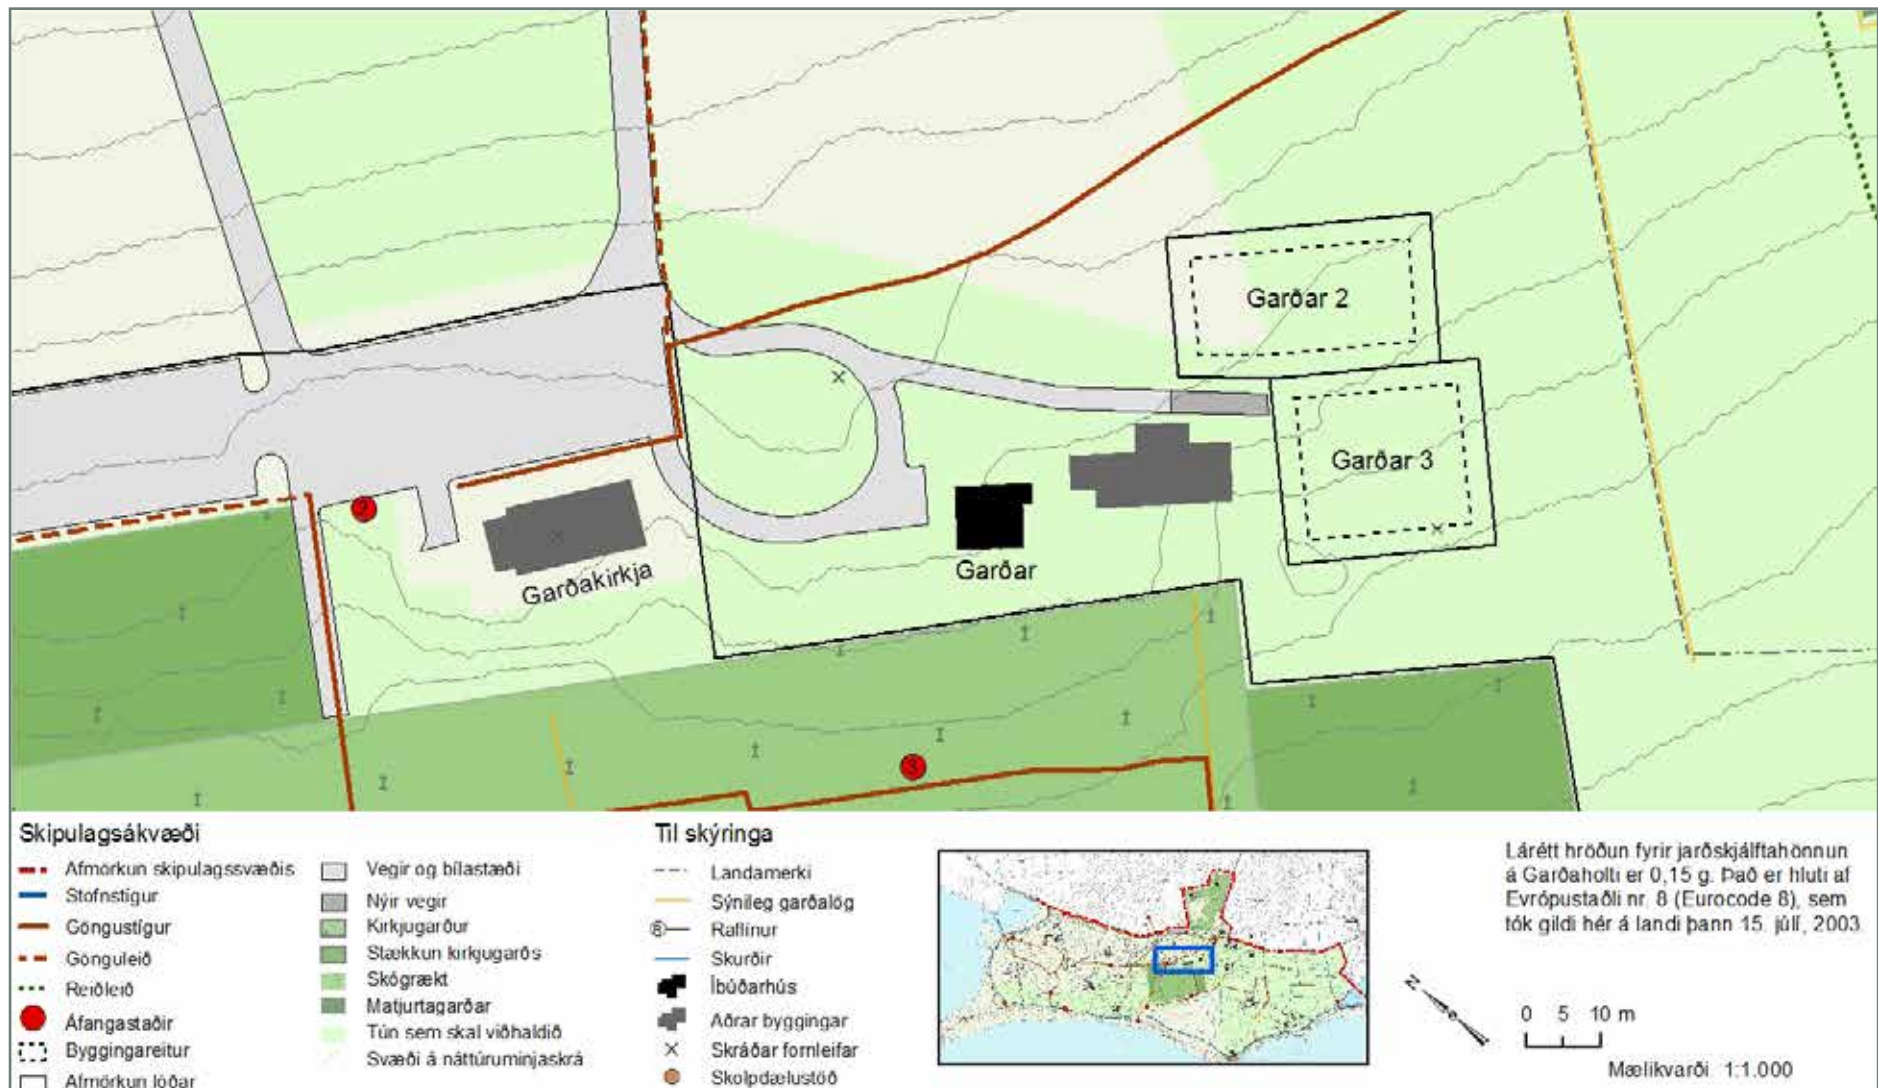 Garðar 2
Garðar 3
2
Garðakirkja
Garðar
3
Skipulagsákvæði
Afmörkun skipulagssvæðis
Stofnstígur
Göngustígur
Gönguleið
Reiðleið
Áfangastaðir
Byggingareitur
Afmörkun lóðar
Vegir og bílastæði
Nýir vegir
Kirkjugarður
Stækkun kirkjugarðs
Skógrækt
Matjurtagarðar
Tún sem skal viðhaldið
Svæði á náttúruminjaskrá
Til skýringa
Landamerki
Sýnileg garðalög
Raflínur
Skurðir
Íbúðarhús
Aðrar byggingar
Skráðar fornleifar
Skolpdælustöð
Lárétt hröðun fyrir jarðskjálftahönnun
á Garðaholti er 0,15 g. Það er hluti af
Evrópustaðli nr. 8 (Eurocode 8), sem
tók gildi hér á landi þann 15. júlí, 2003.
N
0 5 10 m
Mælikvarði 1:1.000